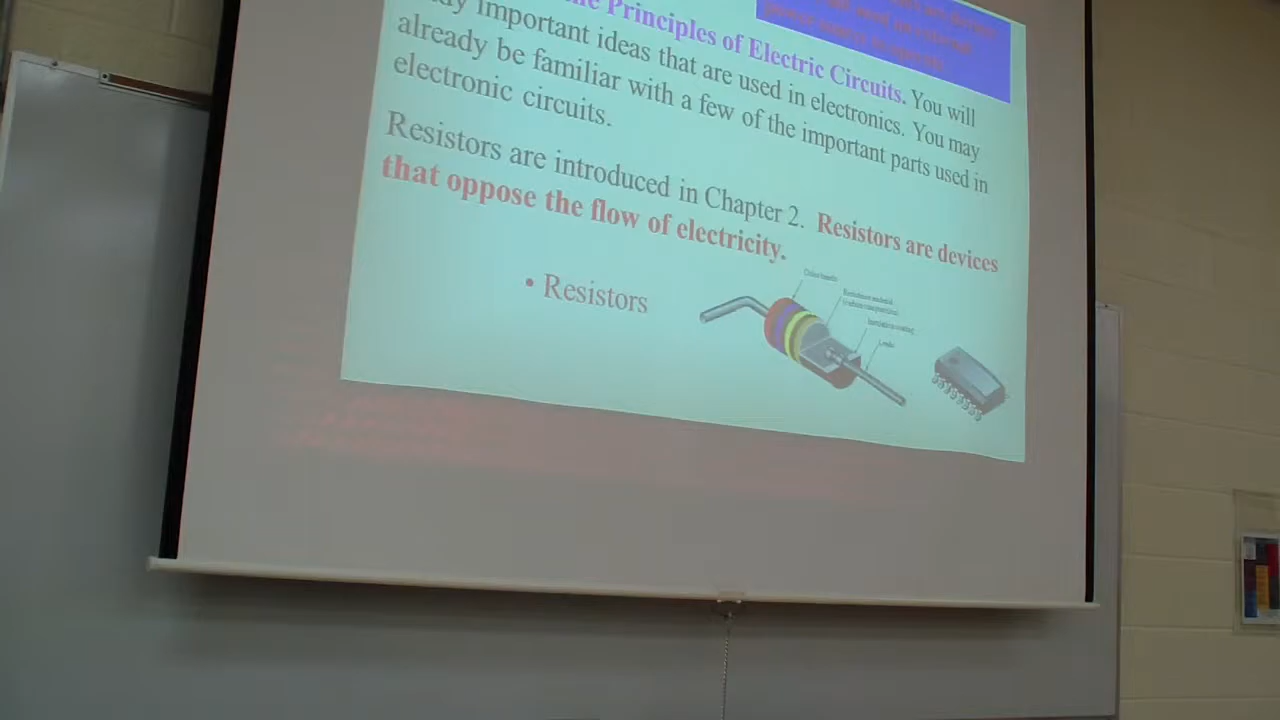 Principles of Electric Circuits. You will
important ideas that are used in electronics. You may
already be familiar with a few of the important parts used in
electronic circuits.
Resistors are introduced in Chapter 2. Resistors are devices
that oppose the flow of electricity.
• Resistors
Leads